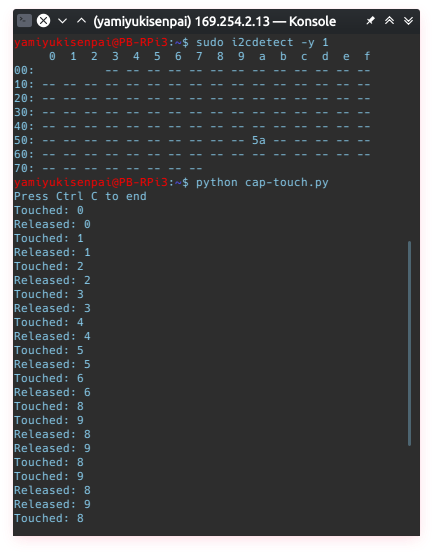 (yamiyukisenpai) 169.254.2.13 — Konsole
yamiyukisenpai@PB-RPi3:~$ sudo i2cdetect -y 1
     0  1  2  3  4  5  6  7  8  9  a  b  c  d  e  f
00:          -- -- -- -- -- -- -- -- -- -- -- -- --
10: -- -- -- -- -- -- -- -- -- -- -- -- -- -- -- --
20: -- -- -- -- -- -- -- -- -- -- -- -- -- -- -- --
30: -- -- -- -- -- -- -- -- -- -- -- -- -- -- -- --
40: -- -- -- -- -- -- -- -- -- -- -- -- -- -- -- --
50: -- -- -- -- -- -- -- -- -- -- 5a -- -- -- -- --
60: -- -- -- -- -- -- -- -- -- -- -- -- -- -- -- --
70: -- -- -- -- -- -- -- --
yamiyukisenpai@PB-RPi3:~$ python cap-touch.py
Press Ctrl C to end
Touched: 0
Released: 0
Touched: 1
Released: 1
Touched: 2
Released: 2
Touched: 3
Released: 3
Touched: 4
Released: 4
Touched: 5
Released: 5
Touched: 6
Released: 6
Touched: 8
Touched: 9
Released: 8
Released: 9
Touched: 8
Touched: 9
Released: 8
Released: 9
Touched: 8